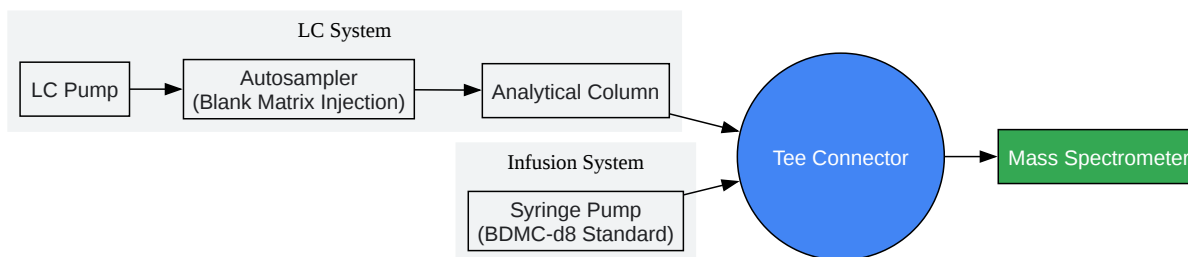 LC System
LC Pump
Autosampler
(Blank Matrix Injection)
Analytical Column
Infusion System
Syringe Pump
(BDMC-d8 Standard)
Tee Connector
Mass Spectrometer